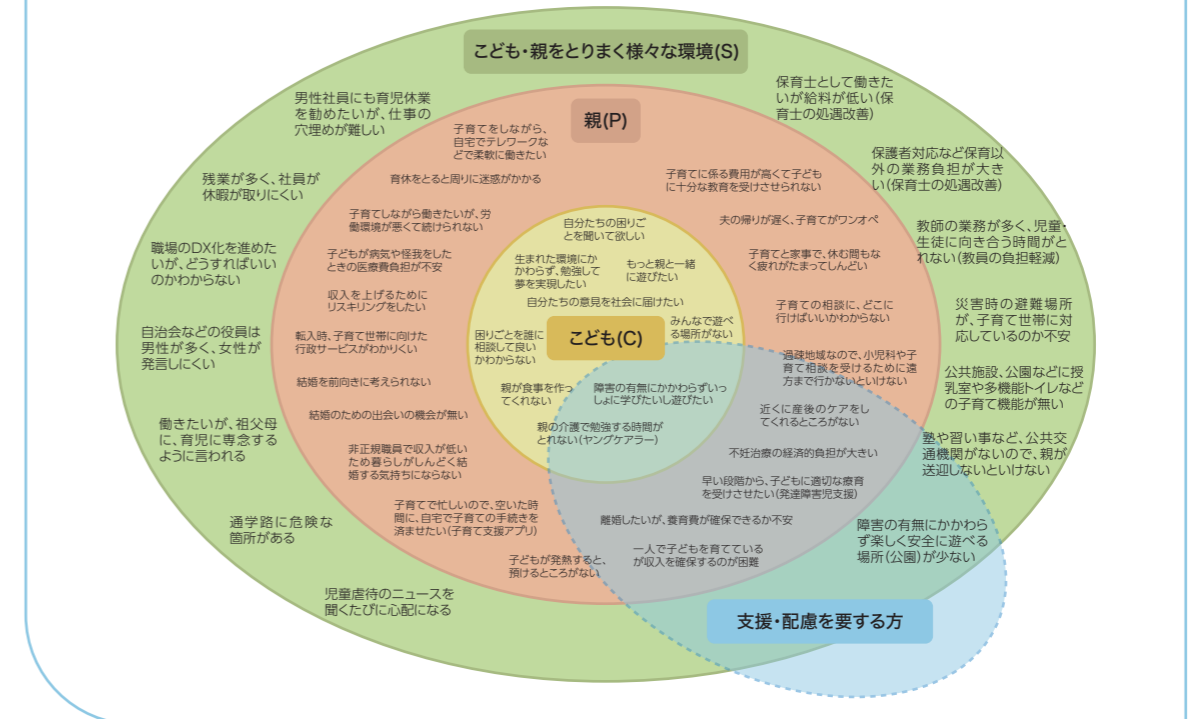 こども・親をとりまく様々な環境(S)
男性社員にも育児休業
を勧めたいが、仕事の
穴埋めが難しい
残業が多く、社員が
休暇が取りにくい
職場のDX化を進めた
いが、どうすればいい
のかわからない
自治会などの役員は
男性が多く、女性が
発言しにくい
働きたいが、祖父母
に、育児に専念する
ように言われる
通学路に危険な
箇所がある
児童虐待のニュースを
聞くたびに心配になる
保育士として働きた
いが給料が低い(保
育士の処遇改善)
保護者対応など保育以
外の業務負担が大き
い(保育士の処遇改善)
教師の業務が多く、児童・
生徒に向き合う時間がと
れない(教員の負担軽減)
災害時の避難場所
が、子育て世帯に対
応しているのか不安
公共施設、公園などに授
乳室や多機能トイレなど
の子育て機能が無い
塾や習い事など、公共交
通機関がないので、親が
送迎しないといけない
障害の有無にかかわら
ず楽しく安全に遊べる
場所(公園)が少ない
親(P)
子育てをしながら、
自宅でテレワークな
どで柔軟に働きたい
育休をとると周りに迷惑がかかる
子育てしながら働きたいが、労
働環境が悪くて続けられない
子どもが病気や怪我をした
ときの医療費負担が不安
収入を上げるために
リスキリングをしたい
転入時、子育て世帯に向けた
行政サービスがわかりくい
結婚を前向きに考えられない
結婚のための出会いの機会が無い
非正規職員で収入が低い
ため暮らしがしんどく結
婚する気持ちにならない
子育てで忙しいので、空いた時
間に、自宅で子育ての手続きを
済ませたい(子育て支援アプリ)
子どもが発熱すると、
預けるところがない
子育てに係る費用が高くて子ども
に十分な教育を受けさせられない
夫の帰りが遅く、子育てがワンオペ
子育てと家事で、休む間もな
く疲れがたまってしんどい
子育ての相談に、どこに
行けばいいかわからない
過疎地域なので、小児科や子
育て相談を受けるために遠
方まで行かないといけない
近くに産後のケアをし
てくれるところがない
不妊治療の経済的負担が大きい
早い段階から、子どもに適切な療育
を受けさせたい(発達障害児支援)
離婚したいが、養育費が確保できるか不安
一人で子どもを育てている
が収入を確保するのが困難
自分たちの困りご
とを聞いて欲しい
生まれた環境にか
かわらず、勉強して
夢を実現したい
もっと親と一緒
に遊びたい
自分たちの意見を社会に届けたい
困りごとを誰に
相談して良い
かわからない
こども(C)
みんなで遊べ
る場所がない
親が食事を作っ
てくれない
障害の有無にかかわらずいっ
しょに学びたいし遊びたい
親の介護で勉強する時間が
とれない(ヤングケアラー)
支援・配慮を要する方